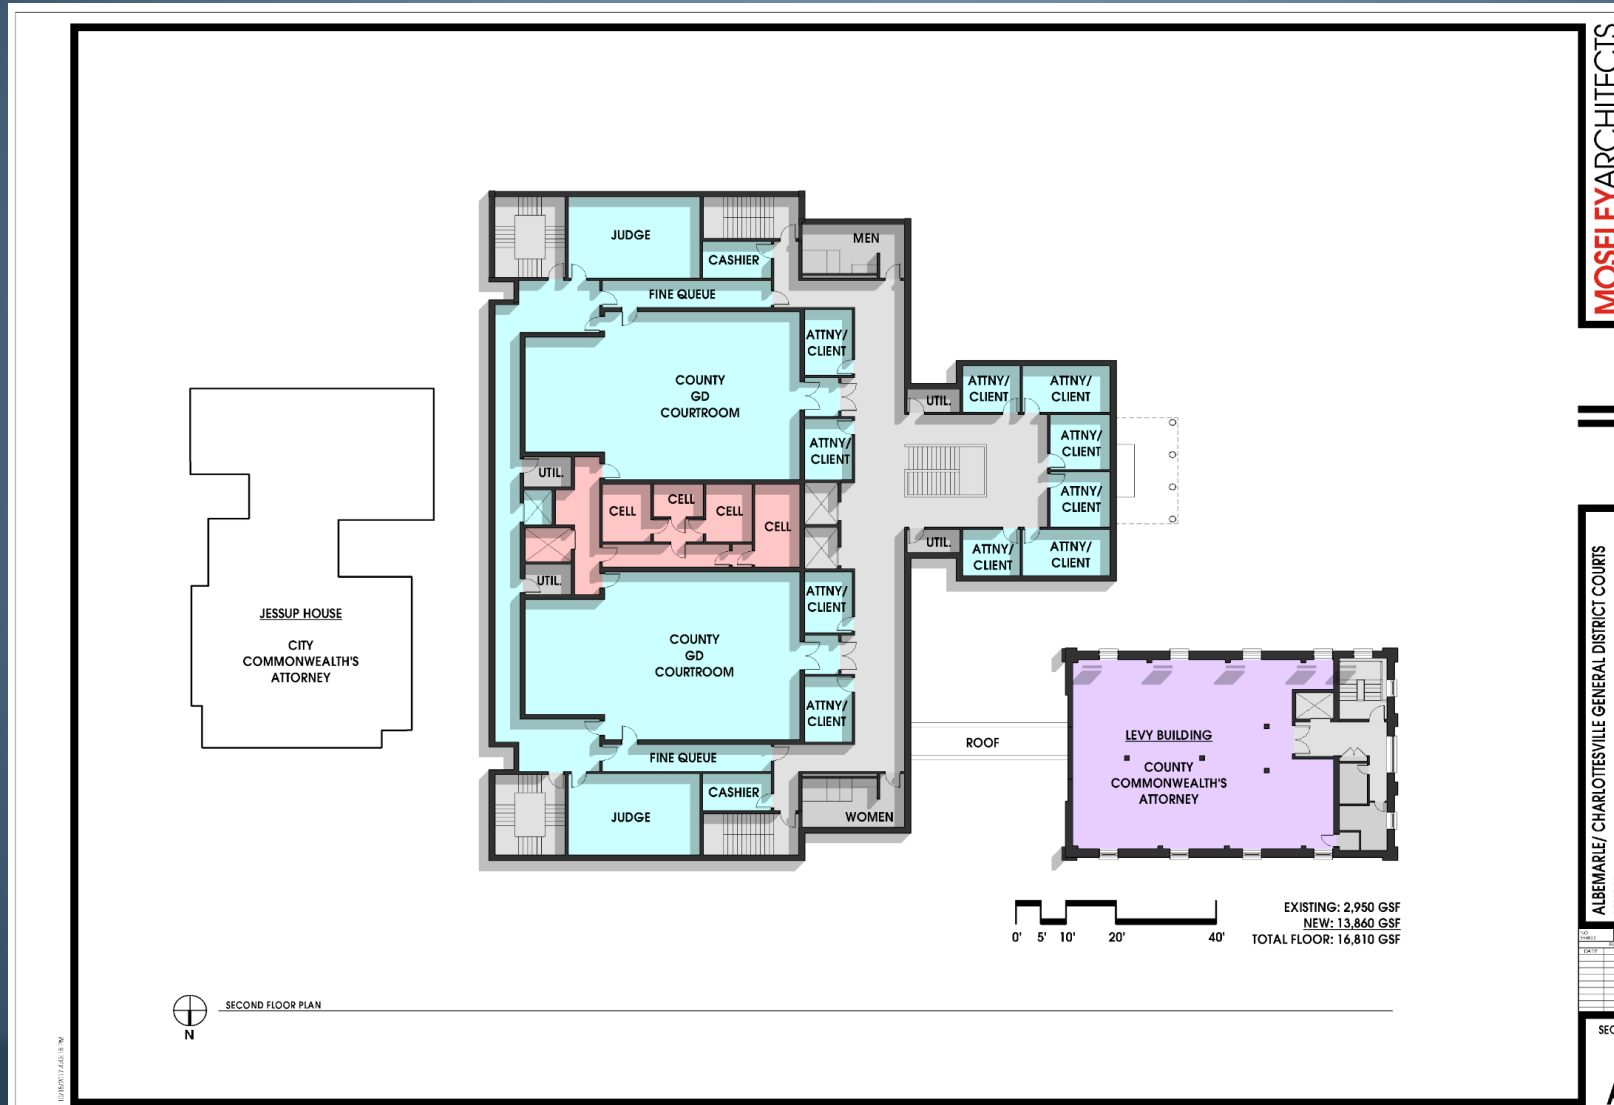 MOSELEYARCHITECTS
JUDGE
CASHIER
MEN
FINE QUEUE
ATTNY/
CLIENT
COUNTY
GD
COURTROOM
ATTNY/
CLIENT
UTIL.
ATTNY/
CLIENT
ATTNY/
CLIENT
ATTNY/
CLIENT
ATTNY/
CLIENT
UTIL.
ATTNY/
CLIENT
ATTNY/
CLIENT
UTIL.
CELL
CELL
CELL
CELL
UTIL.
ATTNY/
CLIENT
COUNTY
GD
COURTROOM
ATTNY/
CLIENT
FINE QUEUE
CASHIER
JUDGE
WOMEN
JESSUP HOUSE
CITY
COMMONWEALTH'S
ATTORNEY
ROOF
LEVY BUILDING
COUNTY
COMMONWEALTH'S
ATTORNEY
0' 5' 10' 20' 40'
EXISTING: 2,950 GSF
NEW: 13,860 GSF
TOTAL FLOOR: 16,810 GSF
N
SECOND FLOOR PLAN
ALBEMARLE/ CHARLOTTESVILLE GENERAL DISTRICT COURTS
DATE